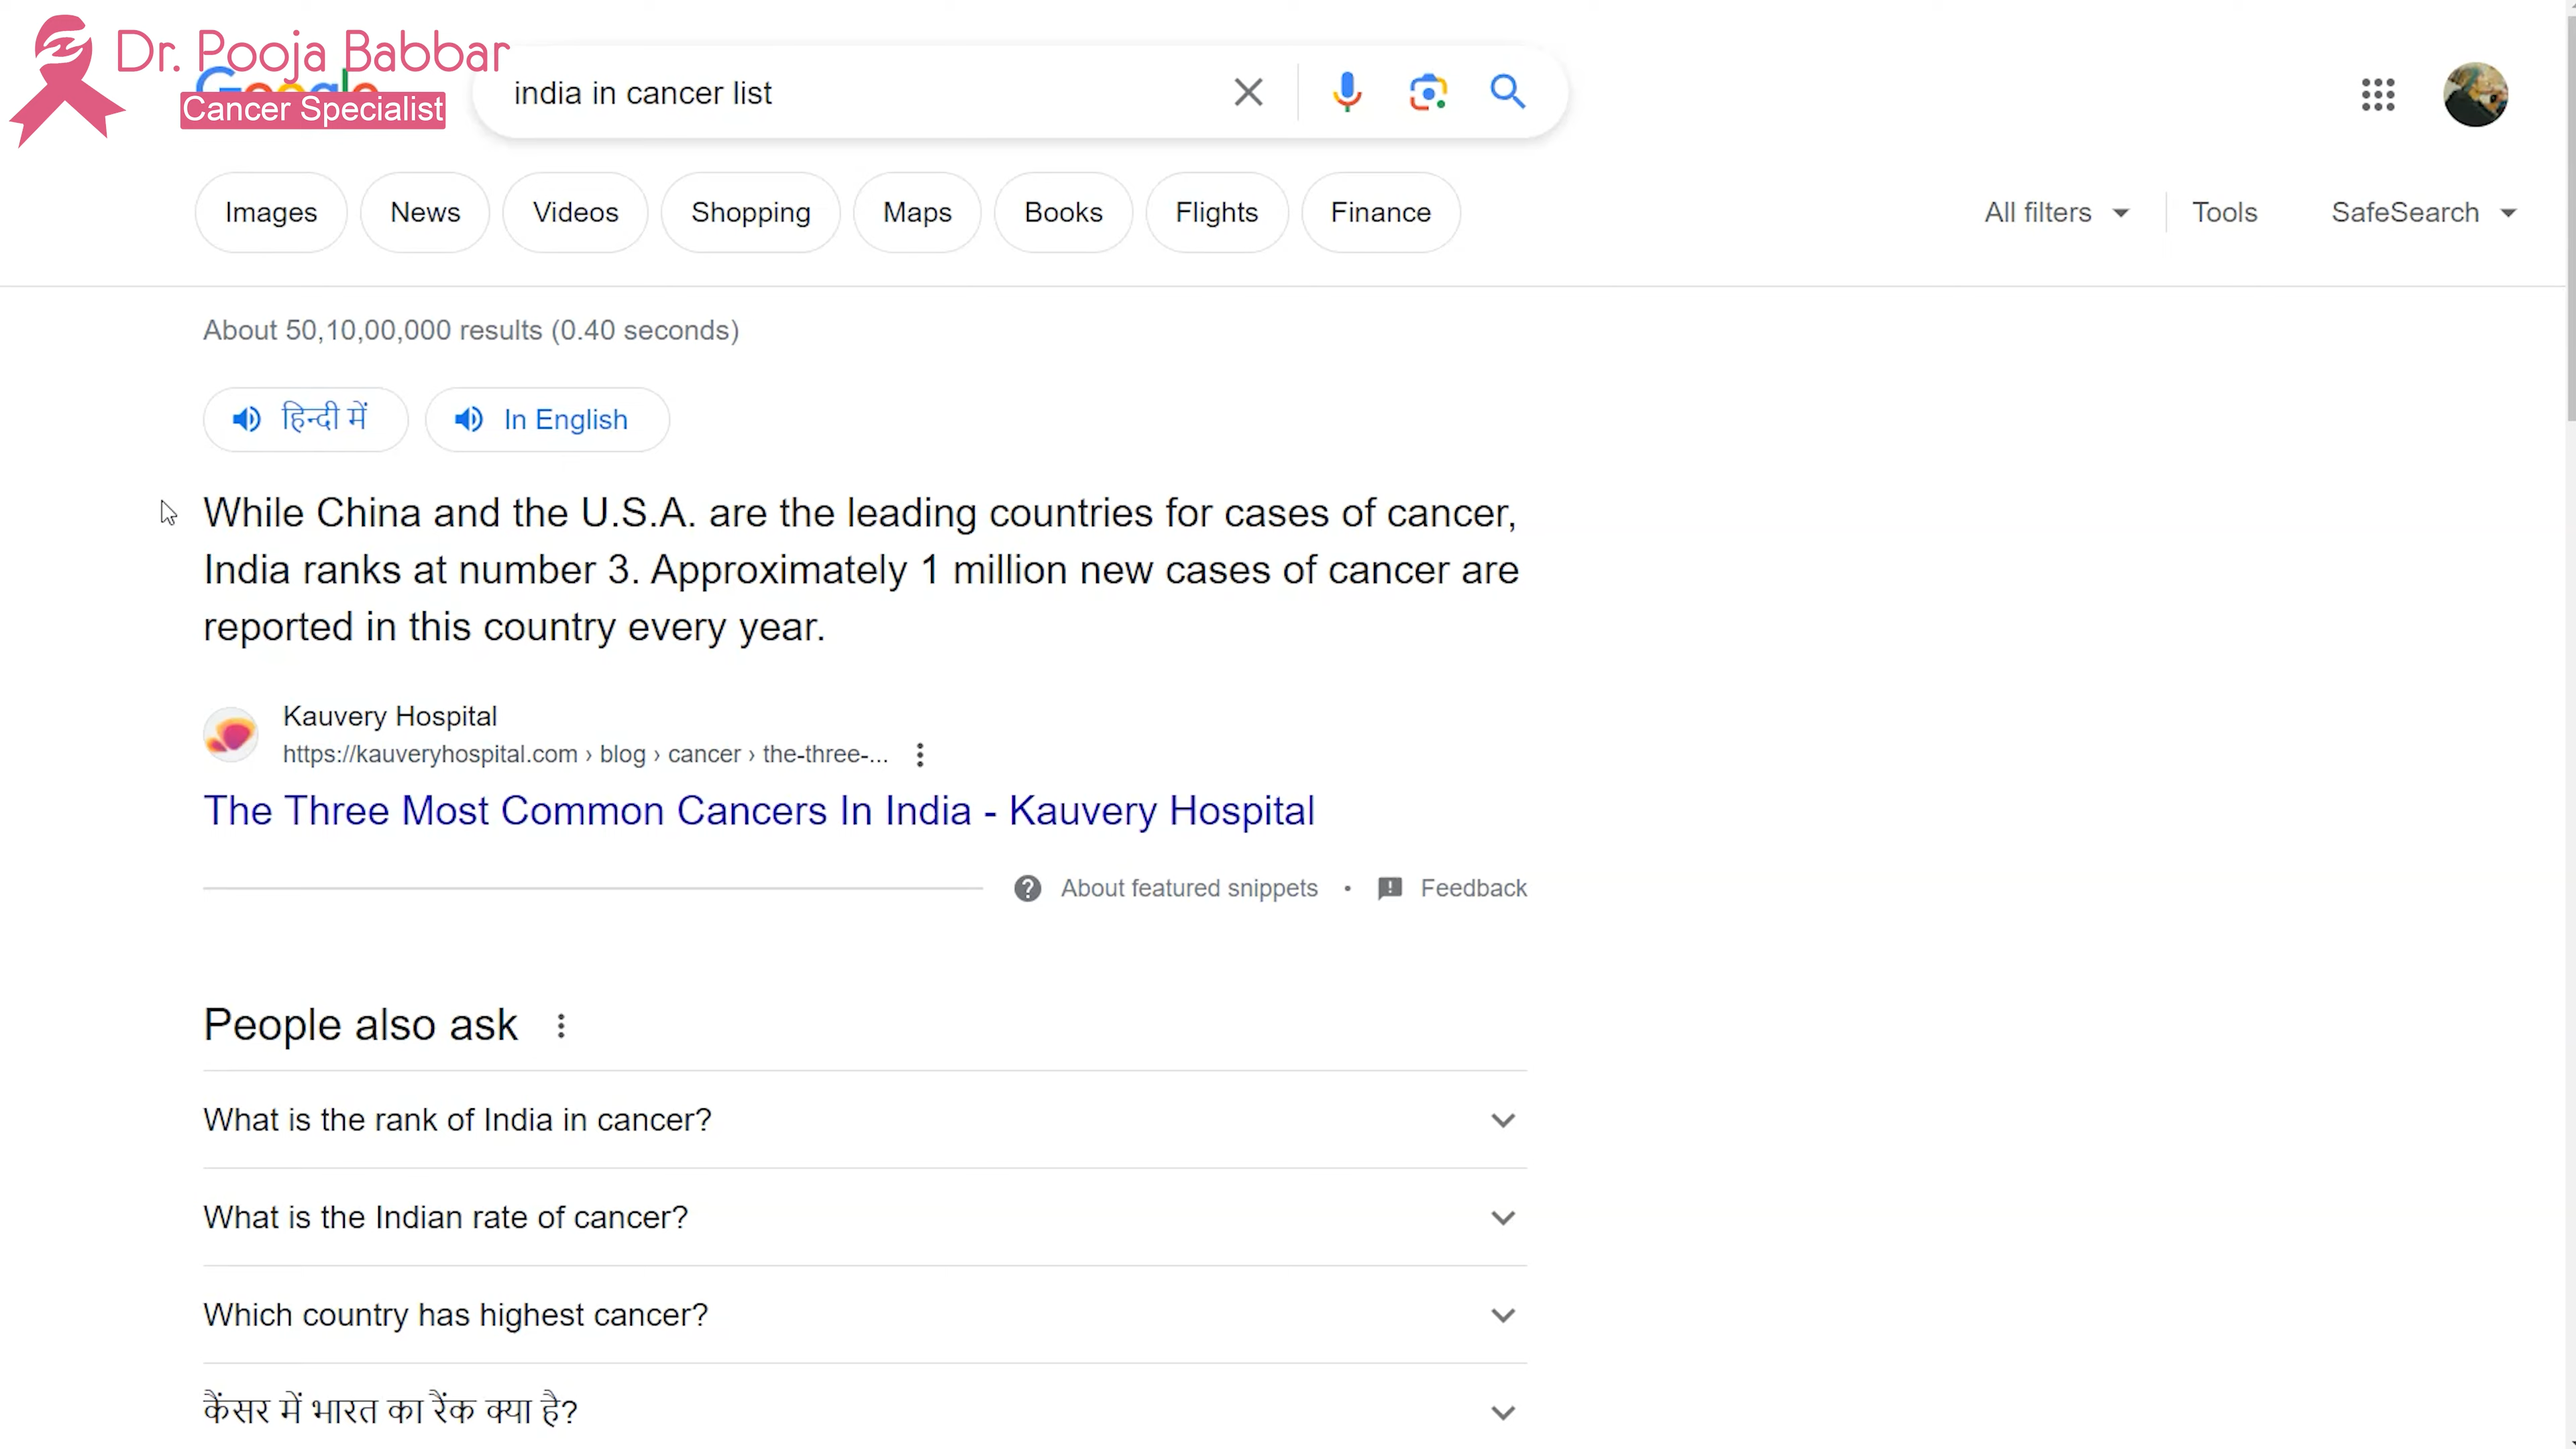 Dr. Pooja Babbar
Cancer Specialist
india in cancer list
Images News Videos Shopping Maps Books Flights Finance All filters Tools SafeSearch
About 50,10,00,000 results (0.40 seconds)
हिन्दी में In English
While China and the U.S.A. are the leading countries for cases of cancer,
India ranks at number 3. Approximately 1 million new cases of cancer are
reported in this country every year.
Kauvery Hospital
https://kauveryhospital.com › blog › cancer › the-three-...
The Three Most Common Cancers In India - Kauvery Hospital
About featured snippets • Feedback
People also ask
What is the rank of India in cancer?
What is the Indian rate of cancer?
Which country has highest cancer?
कैंसर में भारत का रैंक क्या है?